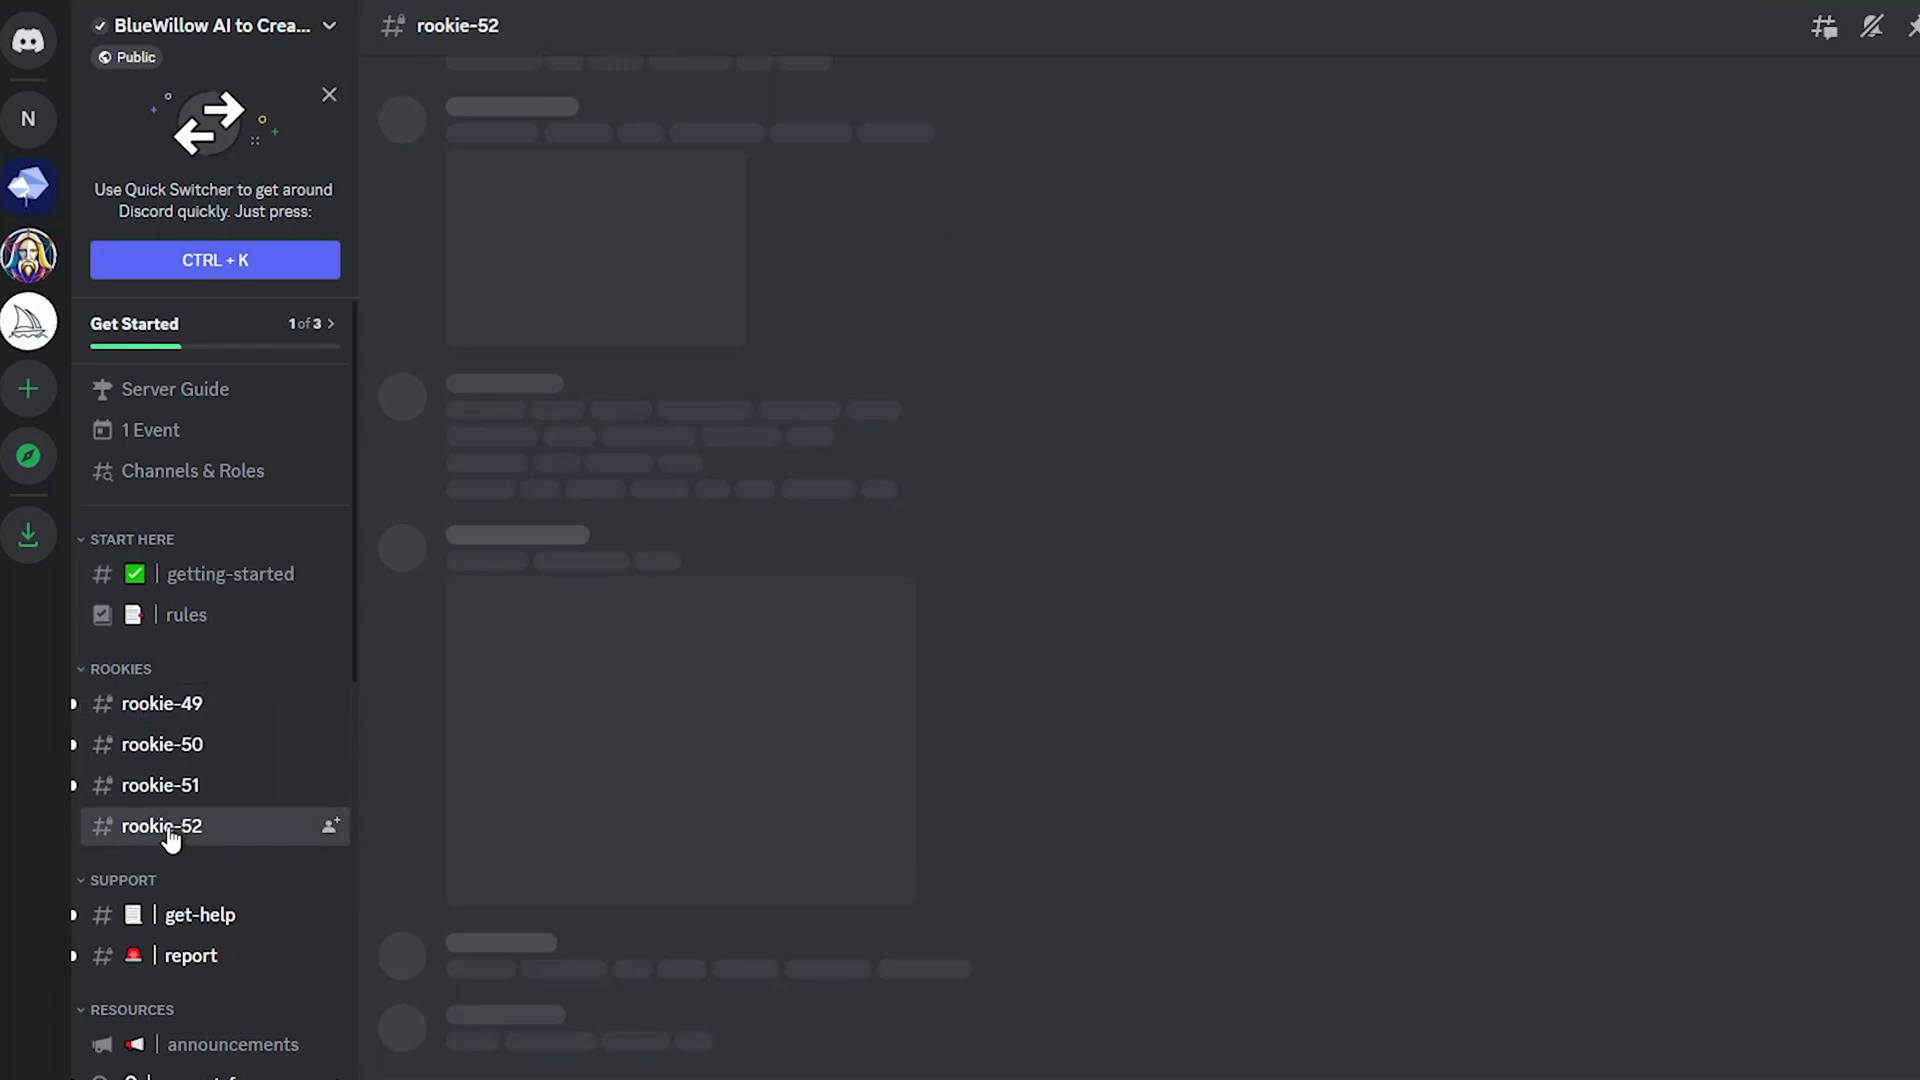 BlueWillow AI to Crea...
rookie-52
Public
N
Use Quick Switcher to get around
Discord quickly. Just press:
CTRL + K
Get Started
1 of 3
Server Guide
1 Event
Channels & Roles
START HERE
getting-started
rules
ROOKIES
rookie-49
rookie-50
rookie-51
rookie-52
SUPPORT
get-help
report
RESOURCES
announcements